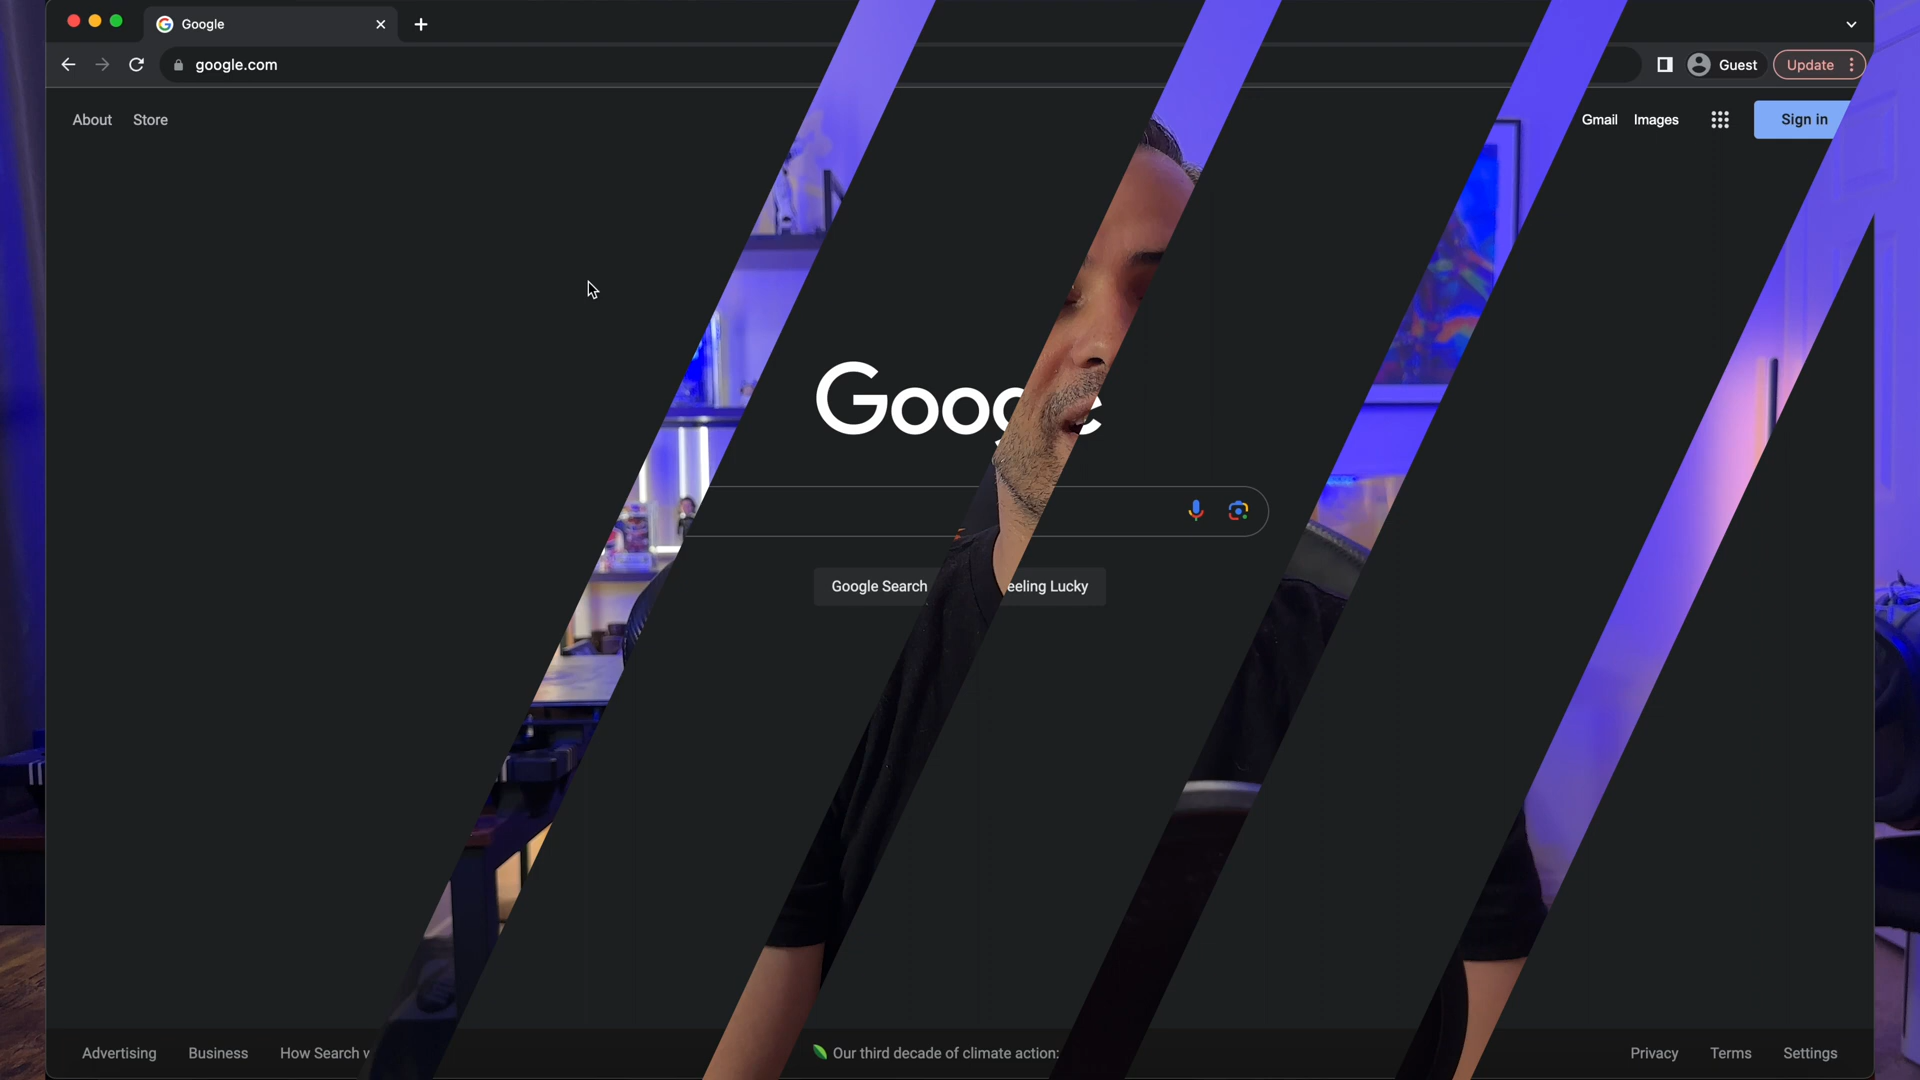 Google
google.com
Guest
Update
About
Store
Gmail
Images
Sign in
Google Search
eeling Lucky
Advertising
Business
How Search
Our third decade of climate action:
Privacy
Terms
Settings